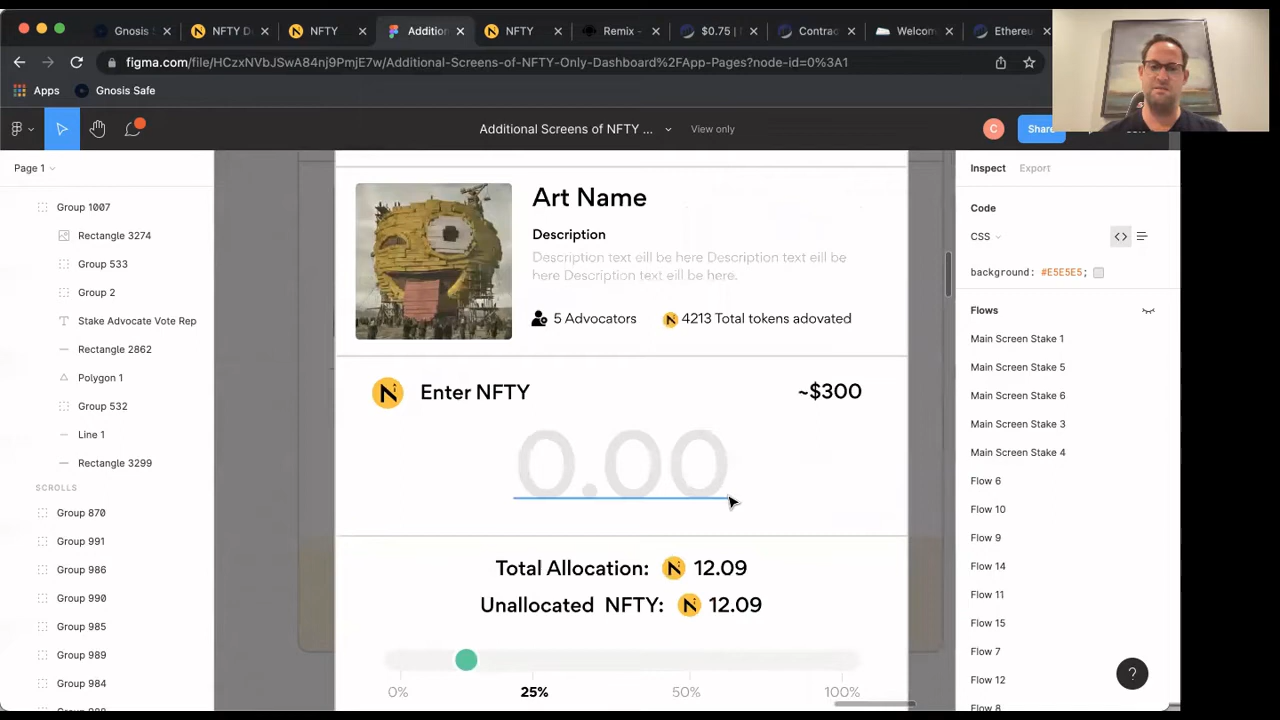 Gnosis
NFTY D
NFTY
Additior
NFTY
Remix -
$0.75 |
Contrac
Welcom
Ethereu
figma.com/file/HCzxNVbJSwA84nj9PmjE7w/Additional-Screens-of-NFTY-Only-Dashboard%2FApp-Pages?node-id=0%3A1
Apps
Gnosis Safe
Additional Screens of NFTY ...
View only
C
Share
Page 1
Inspect
Export
Group 1007
Rectangle 3274
Group 533
Group 2
Stake Advocate Vote Rep
Rectangle 2862
Polygon 1
Group 532
Line 1
Rectangle 3299
SCROLLS
Group 870
Group 991
Group 986
Group 990
Group 985
Group 989
Group 984
Art Name
Description
Description text eill be here Description text eill be
here Description text eill be here.
5 Advocators
4213 Total tokens adovated
Enter NFTY
~$300
0.00
Total Allocation:
12.09
Unallocated NFTY:
12.09
0%
25%
50%
100%
Code
CSS
background: #E5E5E5;
Flows
Main Screen Stake 1
Main Screen Stake 5
Main Screen Stake 6
Main Screen Stake 3
Main Screen Stake 4
Flow 6
Flow 10
Flow 9
Flow 14
Flow 11
Flow 15
Flow 7
Flow 12
Flow 8
?